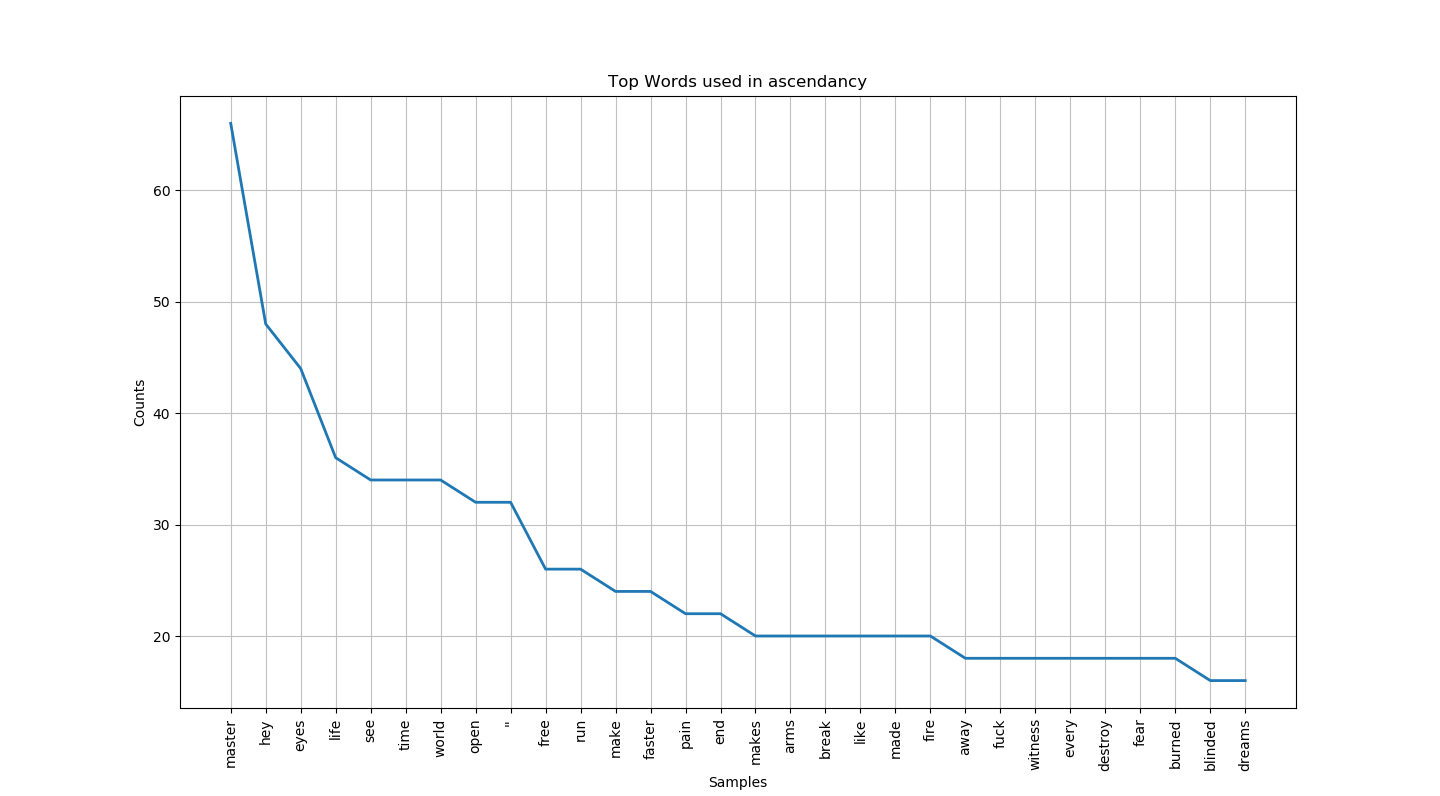 Top Words used in ascendancy
Counts
60
50
40
30
20
master
hey
eyes
life
see
time
world
open
"
free
run
make
faster
pain
end
makes
arms
break
like
made
fire
away
fuck
witness
every
destroy
fear
burned
blinded
dreams
Samples